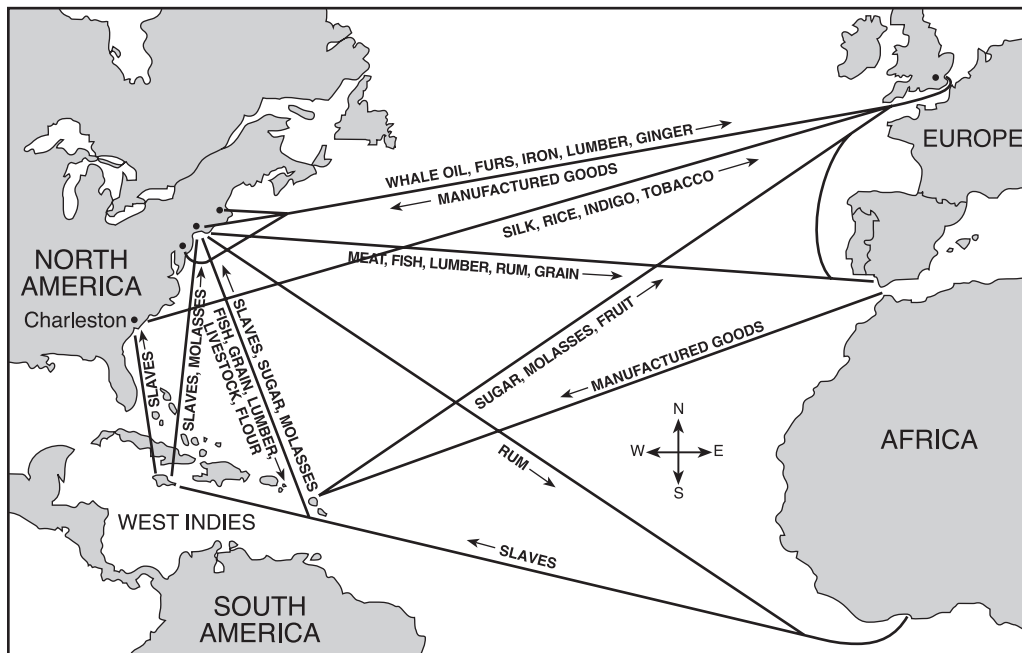 WHALE OIL, FURS, IRON, LUMBER, GINGER
MANUFACTURED GOODS
SILK, RICE, INDIGO, TOBACCO
EUROPE
NORTH
AMERICA
MEAT, FISH, LUMBER, RUM, GRAIN
Charleston
SLAVES
SLAVES, MOLASSES
SLAVES, SUGAR, MOLASSES
FISH, GRAIN, LUMBER,
LIVESTOCK, FLOUR
SUGAR, MOLASSES, FRUIT
MANUFACTURED GOODS
N
W
E
S
AFRICA
RUM
WEST INDIES
SLAVES
SOUTH
AMERICA